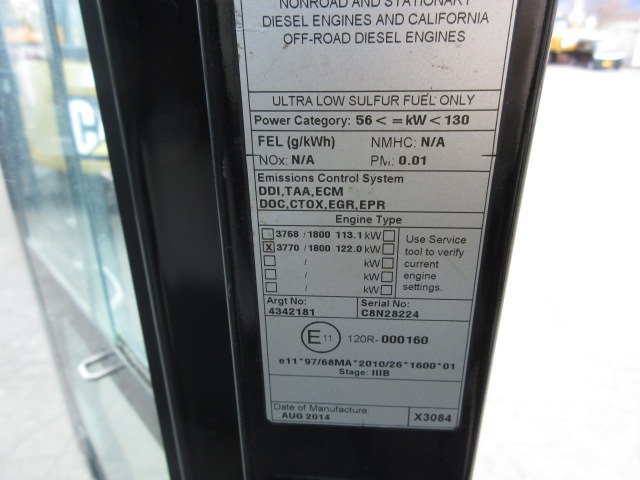 NONROAD AND STATIONARY
DIESEL ENGINES AND CALIFORNIA
OFF-ROAD DIESEL ENGINES
ULTRA LOW SULFUR FUEL ONLY
Power Category: 56 < = kW < 130
FEL (g/kWh) NMHC: N/A
NOx: N/A PM: 0.01
Emissions Control System
DDI,TAA,ECM
DOC,CTOX,EGR,EPR
Engine Type
3768 / 1800 113.1 kW
X 3770 / 1800 122.0 kW
/ kW
/ kW
/ kW
Use Service
tool to verify
current
engine
settings.
Argt No: Serial No:
4342181 C8N28224
E 11 120R- 000160
e11*97/68MA*2010/26*1600*01
Stage: IIIB
Date of Manufacture:
AUG 2014 X3084